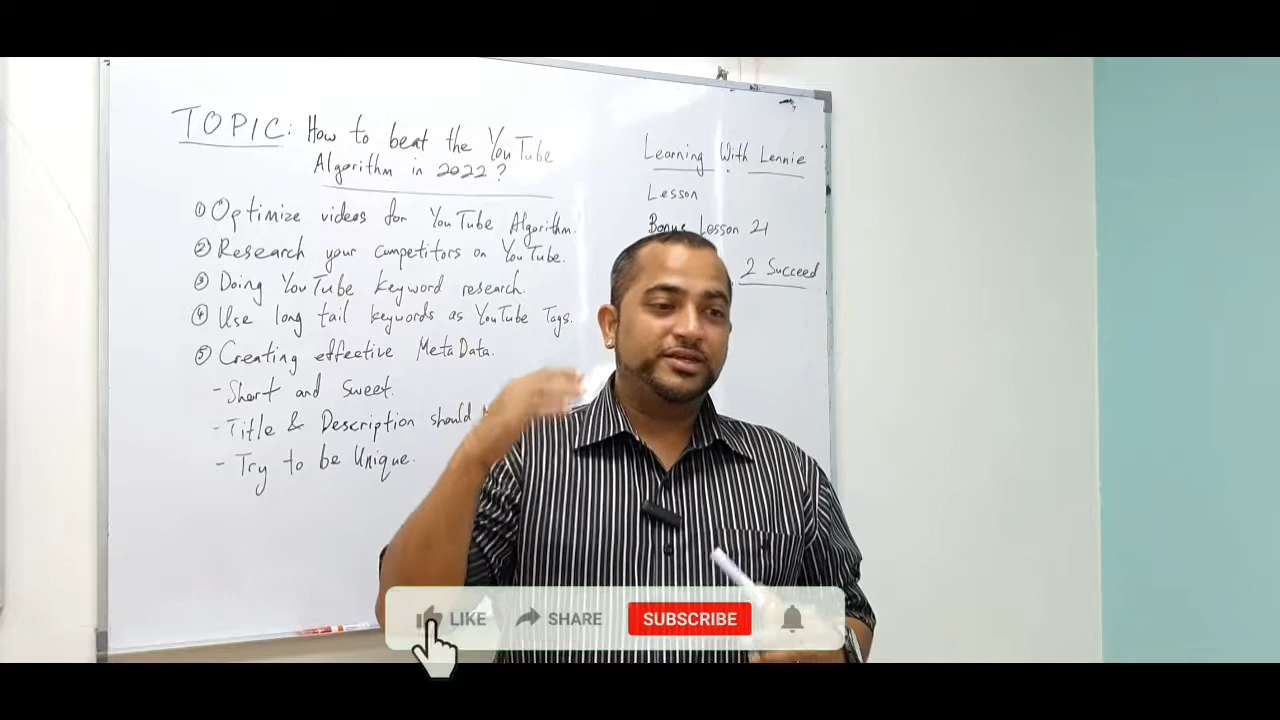 TOPIC: How to beat the YouTube
Algorithm in 2022?
① Optimize videos for YouTube Algorithm.
② Research your competitors on YouTube.
③ Doing YouTube keyword research.
④ Use long tail keywords as YouTube Tags.
⑤ Creating effective MetaData.
- Short and sweet.
- Title & Description should
- Try to be Unique.
Learning With Lennie
Lesson
Bonus Lesson 21
2 Succeed
LIKE SHARE SUBSCRIBE